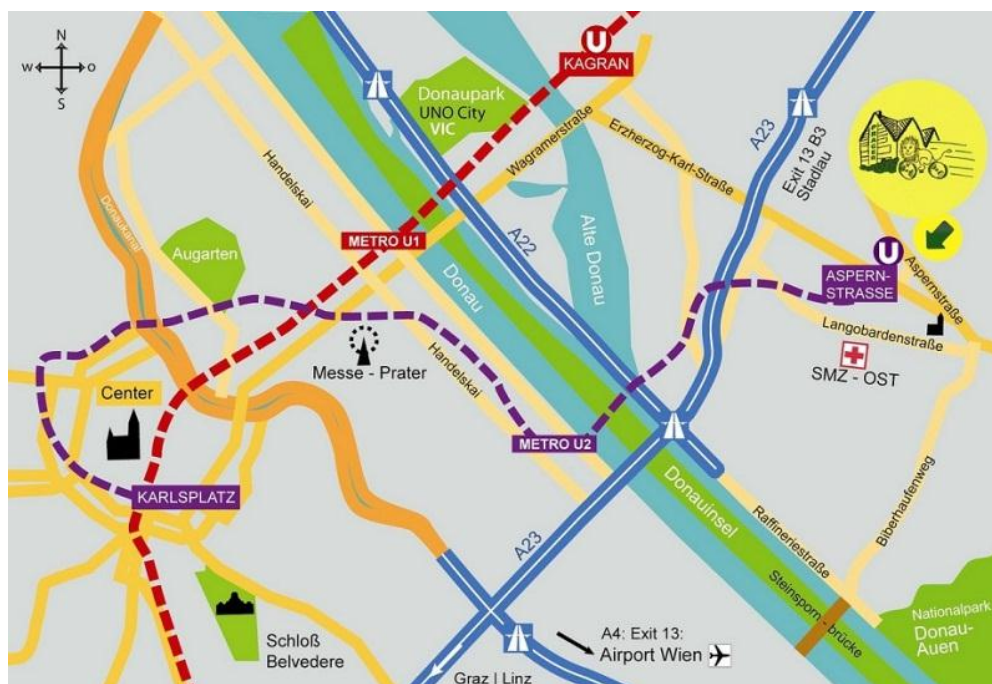 N
W
O
S
U
KAGRAN
Donaupark
UNO City
VIC
Wagramerstraße
Erzherzog-Karl-Straße
A23
Exit 13 B3
Stadlau
Handelskai
Donaukanal
Augarten
METRO U1
Donau
A22
Alte Donau
U
ASPERN-
STRASSE
Aspernstraße
Langobardenstraße
SMZ - OST
Messe - Prater
Handelskai
Center
METRO U2
KARLSPLATZ
Donauinsel
Raffineriestraße
Biberhaufenweg
A23
Steinsporn - brücke
Nationalpark
Donau-
Auen
Schloß
Belvedere
A4: Exit 13:
Airport Wien
Graz | Linz